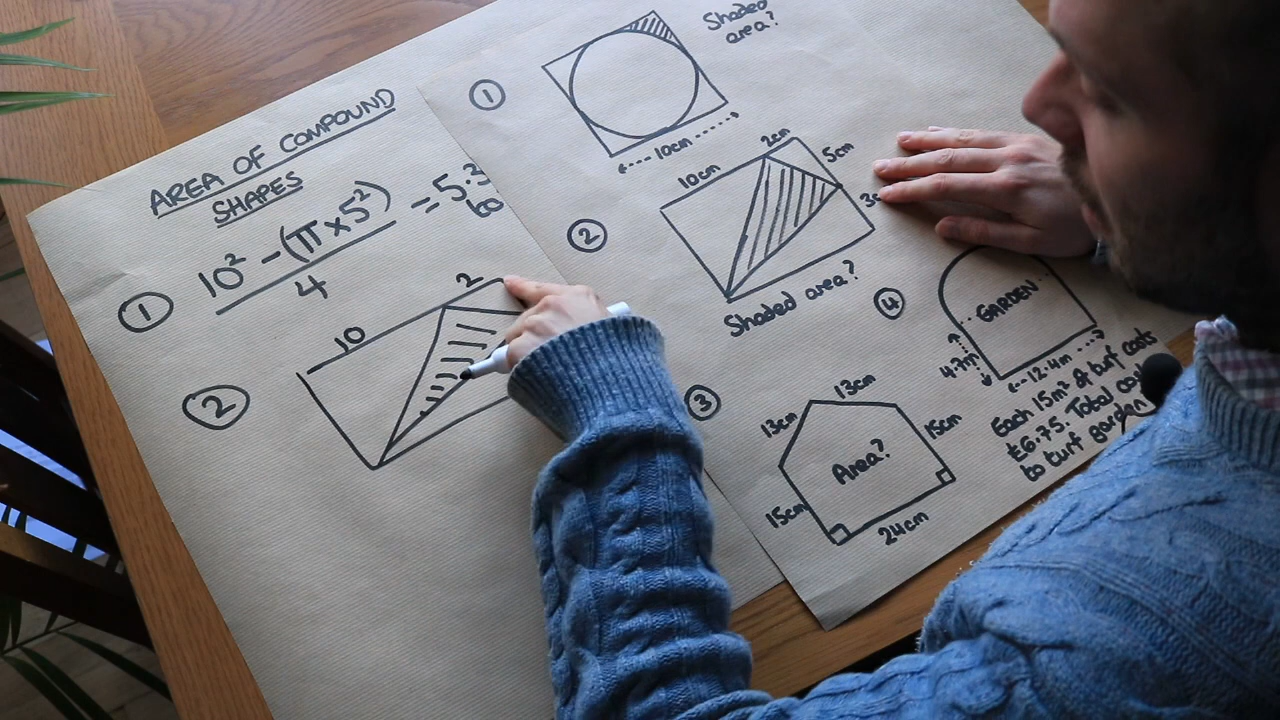 AREA OF COMPOUND
SHAPES
①
10² - (π × 5²)
4
= 5.3
②
10
2
①
Shaded
area?
10cm
②
10cm
2cm
5cm
Shaded area?
③
13cm
13cm
15cm
15cm
24cm
Area?
④
GARDEN
4.7m
12.4m
Each 15m² of turf costs
£6.75. Total
to turf garden